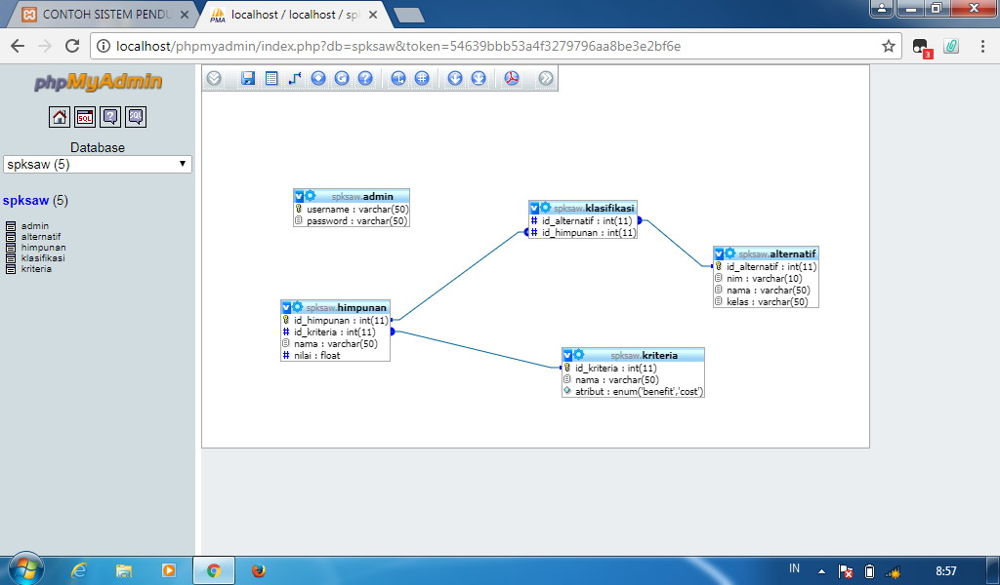 CONTOH SISTEM PENDU
localhost / localhost / spk
localhost/phpmyadmin/index.php?db=spksaw&token=54639bbb53a4f3279796aa8be3e2bf6e
3
phpMyAdmin
SQL
Database
spksaw (5)
spksaw (5)
admin
alternatif
himpunan
klasifikasi
kriteria
spksaw.admin
username : varchar(50)
password : varchar(50)
spksaw.klasifikasi
id_alternatif : int(11)
id_himpunan : int(11)
spksaw.alternatif
id_alternatif : int(11)
nim : varchar(10)
nama : varchar(50)
kelas : varchar(50)
spksaw.himpunan
id_himpunan : int(11)
id_kriteria : int(11)
nama : varchar(50)
nilai : float
spksaw.kriteria
id_kriteria : int(11)
nama : varchar(50)
atribut : enum('benefit','cost')
IN
8:57